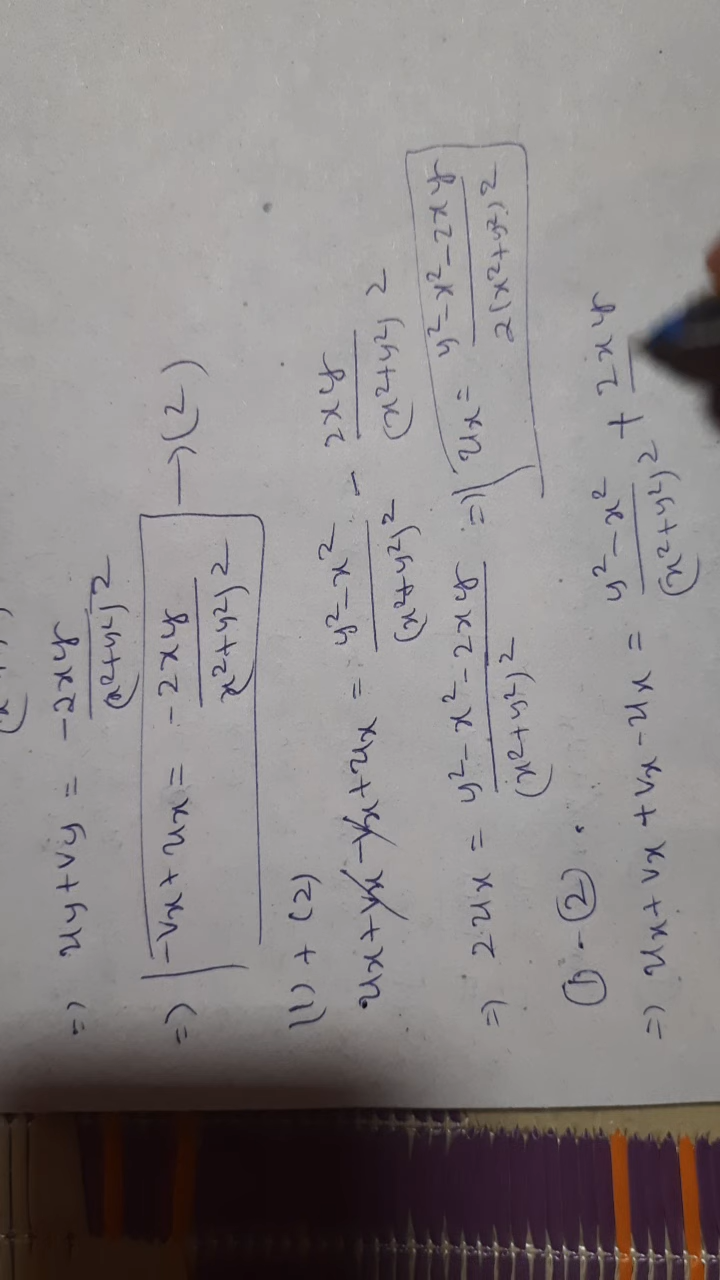 =) uy+vy = -2xy/(x²+y²)2
=) -vx+ux = -2xy/(x²+y²)2 →(2)
(1) + (2)
ux+vx-vx+ux = y²-x²/(x²+y²)2 - 2xy/(x²+y²)2
=) 2ux = y²-x²-2xy/(x²+y²)2 =) ux = y²-x²-2xy/2(x²+y²)2
① - ② .
=) ux+vx+vx-ux = y²-x²/(x²+y²)2 + 2xy